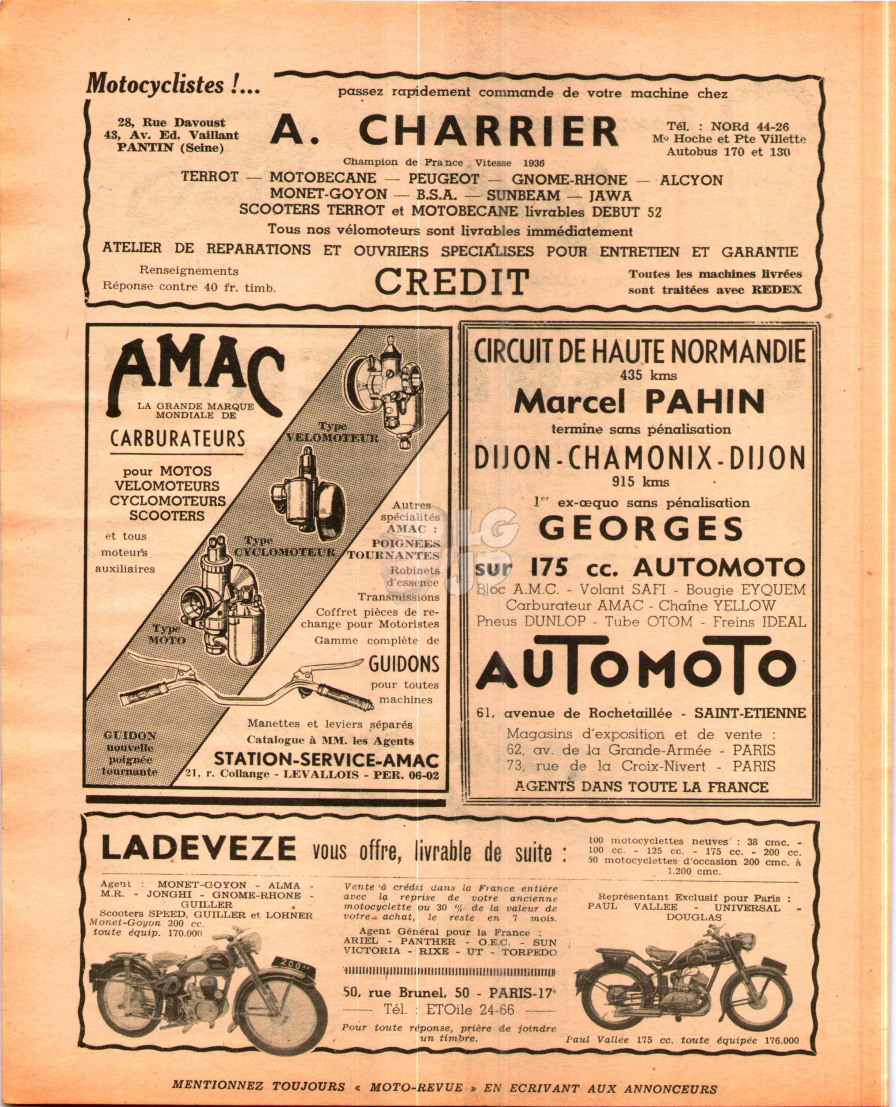 Motocyclistes !...
passez rapidement commande de votre machine chez
28, Rue Davoust
43, Av. Ed. Vaillant
PANTIN (Seine)
A. CHARRIER
Tél. : NORd 44-26
Mo Hoche et Pte Villette
Autobus 170 et 130
Champion de France Vitesse 1936
TERROT — MOTOBECANE — PEUGEOT — GNOME-RHONE — ALCYON
MONET-GOYON — B.S.A. — SUNBEAM — JAWA
SCOOTERS TERROT et MOTOBECANE livrables DEBUT 52
Tous nos vélomoteurs sont livrables immédiatement
ATELIER DE REPARATIONS ET OUVRIERS SPECIALISES POUR ENTRETIEN ET GARANTIE
Renseignements
Réponse contre 40 fr. timb.
CREDIT
Toutes les machines livrées
sont traitées avec REDEX
AMAC
LA GRANDE MARQUE
MONDIALE DE
CARBURATEURS
pour MOTOS
VELOMOTEURS
CYCLOMOTEURS
SCOOTERS
et tous
moteurs
auxiliaires
Type
VELOMOTEUR
Type
CYCLOMOTEUR
Type
MOTO
Autres
spécialités
AMAC :
POIGNEES
TOURNANTES
Robinets
d'essence
Transmissions
Coffret pièces de re-
change pour Motoristes
Gamme complète de
GUIDONS
pour toutes
machines
GUIDON
nouvelle
poignée
tournante
Manettes et leviers séparés
Catalogue à MM. les Agents
STATION-SERVICE-AMAC
21, r. Collange - LEVALLOIS - PER. 06-02
CIRCUIT DE HAUTE NORMANDIE
435 kms
Marcel PAHIN
termine sans pénalisation
DIJON-CHAMONIX-DIJON
915 kms
1er ex-æquo sans pénalisation
GEORGES
sur 175 cc. AUTOMOTO
Bloc A.M.C. - Volant SAFI - Bougie EYQUEM
Carburateur AMAC - Chaîne YELLOW
Pneus DUNLOP - Tube OTOM - Freins IDEAL
AUTOMOTO
61, avenue de Rochetaillée - SAINT-ETIENNE
Magasins d'exposition et de vente :
62, av. de la Grande-Armée - PARIS
73, rue de la Croix-Nivert - PARIS
AGENTS DANS TOUTE LA FRANCE
LADEVEZE vous offre, livrable de suite :
100 motocyclettes neuves : 38 cmc. -
100 cc. - 125 cc. - 175 cc. - 200 cc.
50 motocyclettes d'occasion 200 cmc. à
1.200 cmc.
Agent : MONET-GOYON - ALMA -
M.R. - JONGHI - GNOME-RHONE -
GUILLER
Scooters SPEED, GUILLER et LOHNER
Monet-Goyon 200 cc.
toute équip. 170.000
200
Vente à crédit dans la France entière
avec la reprise de votre ancienne
motocyclette ou 30 % de la valeur de
votre achat, le reste en 7 mois.
Agent Général pour la France :
ARIEL - PANTHER - O.E.C. - SUN
VICTORIA - RIXE - UT - TORPEDO
50, rue Brunel, 50 - PARIS-17e
Tél. : ETOile 24-66
Pour toute réponse, prière de joindre
un timbre.
Représentant Exclusif pour Paris :
PAUL VALLEE - UNIVERSAL -
DOUGLAS
Paul Vallée 175 cc. toute équipée 176.000
MENTIONNEZ TOUJOURS « MOTO-REVUE » EN ECRIVANT AUX ANNONCEURS